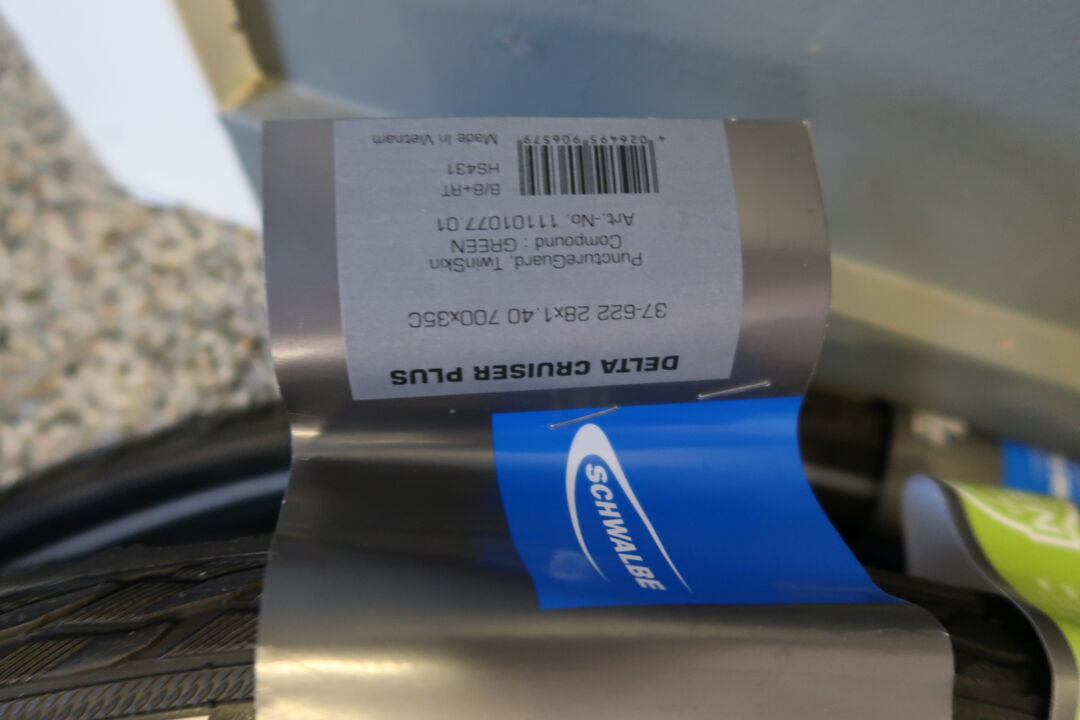 DELTA CRUISER PLUS
37-622 28x1.40 700x35C
PunctureGuard, TwinSkin
Compound : GREEN
Art.-No. 11101077.01
B/B+RT
HS431
4 026495 906579
Made in Vietnam
SCHWALBE